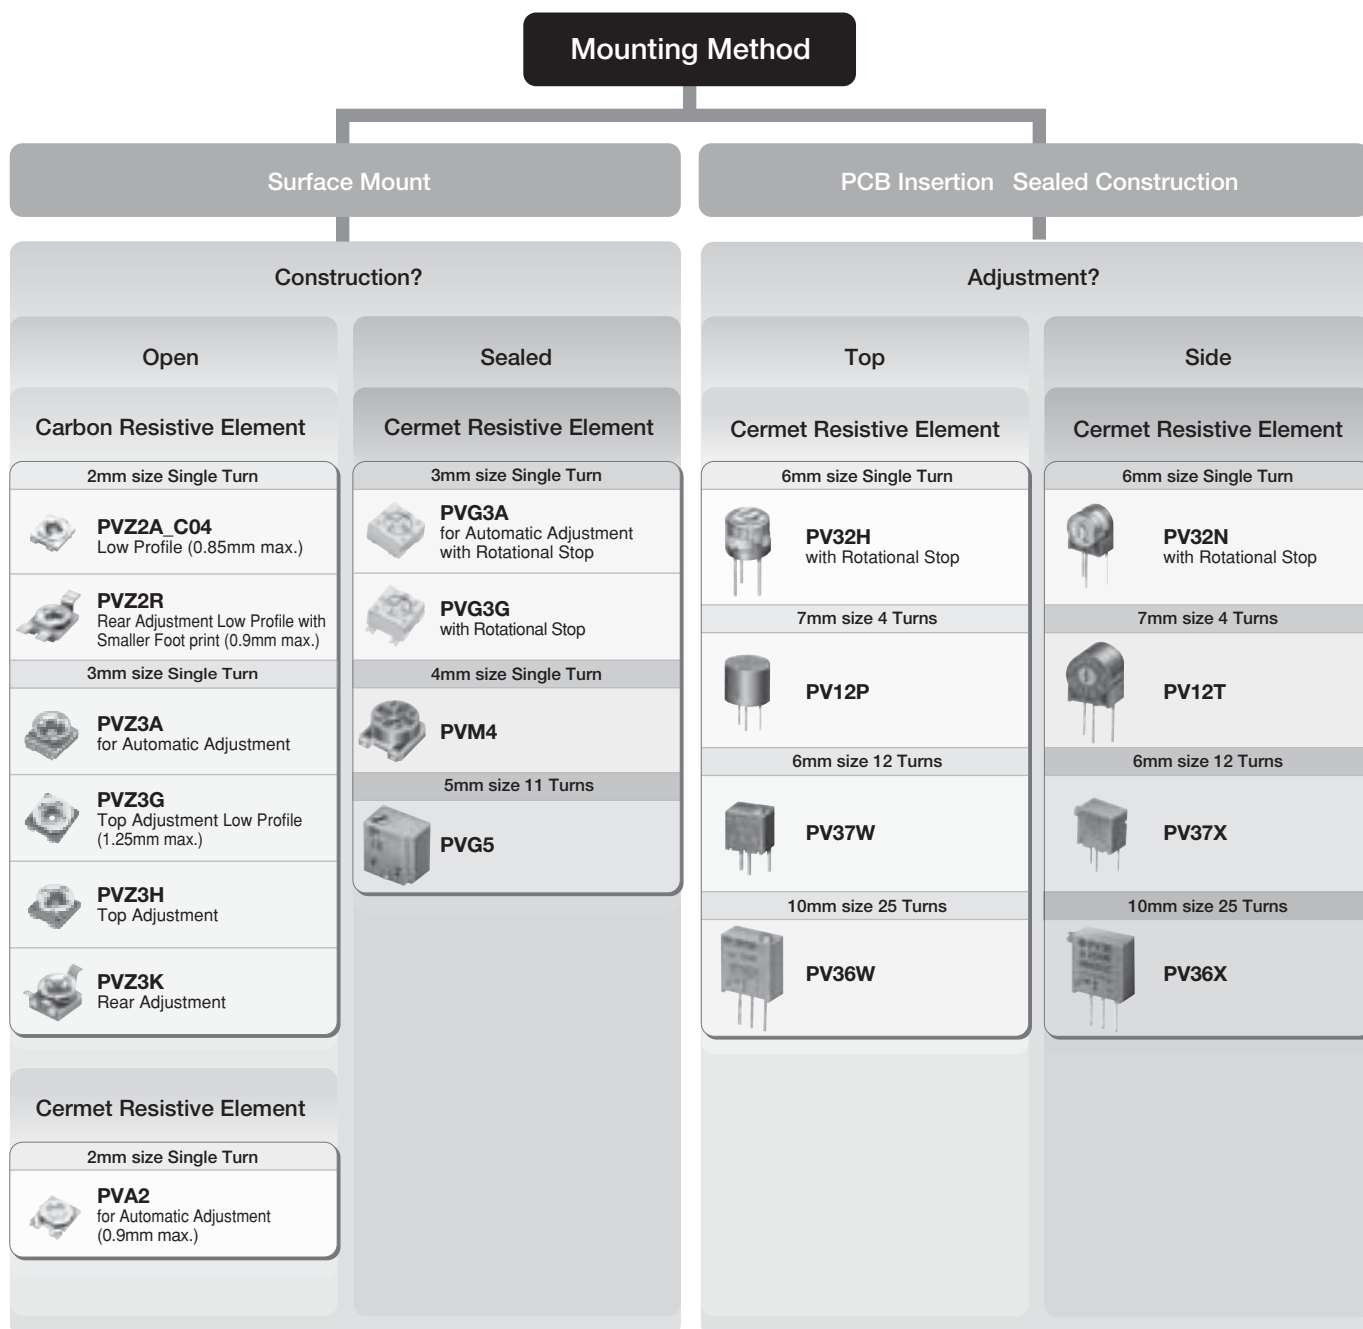 Mounting Method
Surface Mount
PCB Insertion Sealed Construction
Construction?
Adjustment?
Open
Sealed
Top
Side
Carbon Resistive Element
2mm size Single Turn
PVZ2A_C04
Low Profile (0.85mm max.)
PVZ2R
Rear Adjustment Low Profile with
Smaller Foot print (0.9mm max.)
3mm size Single Turn
PVZ3A
for Automatic Adjustment
PVZ3G
Top Adjustment Low Profile
(1.25mm max.)
PVZ3H
Top Adjustment
PVZ3K
Rear Adjustment
Cermet Resistive Element
2mm size Single Turn
PVA2
for Automatic Adjustment
(0.9mm max.)
Cermet Resistive Element
3mm size Single Turn
PVG3A
for Automatic Adjustment
with Rotational Stop
PVG3G
with Rotational Stop
4mm size Single Turn
PVM4
5mm size 11 Turns
PVG5
Cermet Resistive Element
6mm size Single Turn
PV32H
with Rotational Stop
7mm size 4 Turns
PV12P
6mm size 12 Turns
PV37W
10mm size 25 Turns
PV36W
Cermet Resistive Element
6mm size Single Turn
PV32N
with Rotational Stop
7mm size 4 Turns
PV12T
6mm size 12 Turns
PV37X
10mm size 25 Turns
PV36X